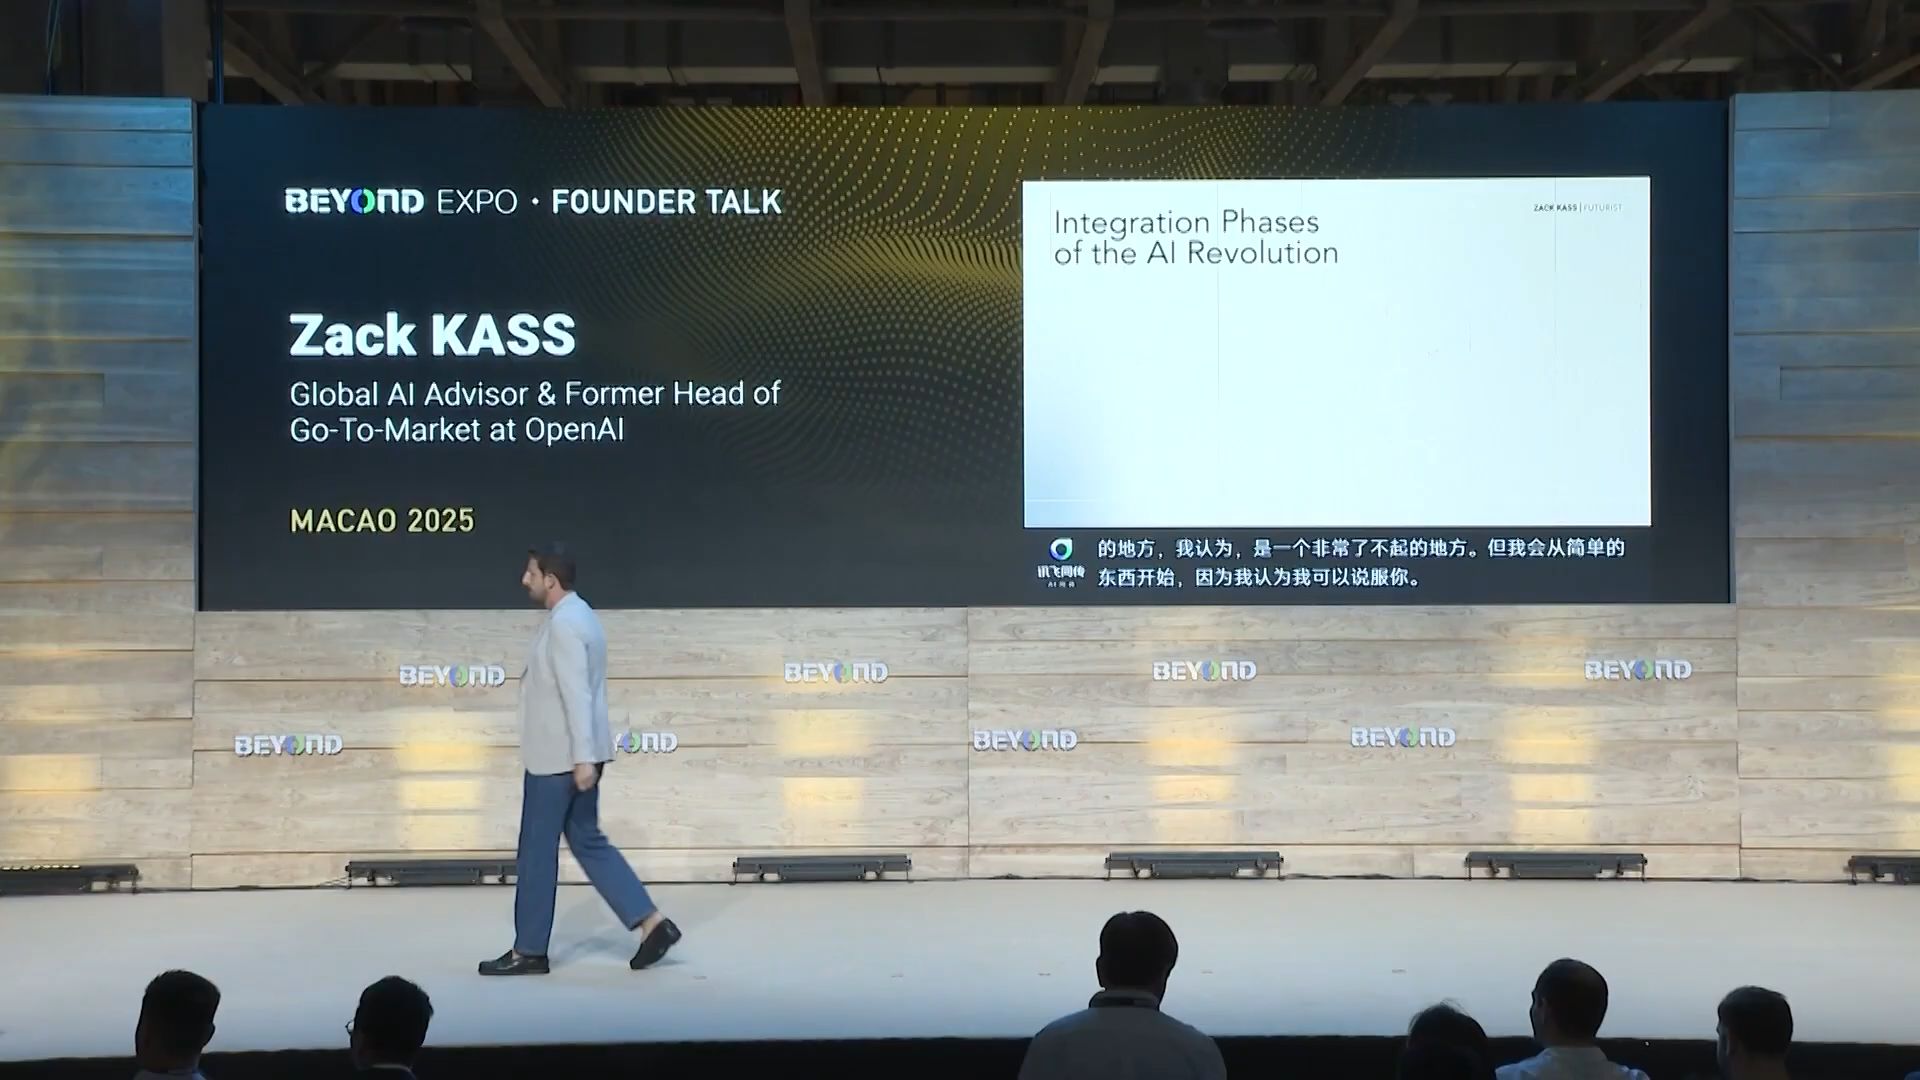 BEYOND EXPO · FOUNDER TALK
Zack KASS
Global AI Advisor & Former Head of
Go-To-Market at OpenAI
MACAO 2025
Integration Phases
of the AI Revolution
ZACK KASS | FUTURIST
讯飞同传
的地方，我认为，是一个非常了不起的地方。但我会从简单的
东西开始，因为我认为我可以说服你。
BEYOND
BEYOND
BEYOND
BEYOND
BEYOND
YOND
BEYOND
BEYOND